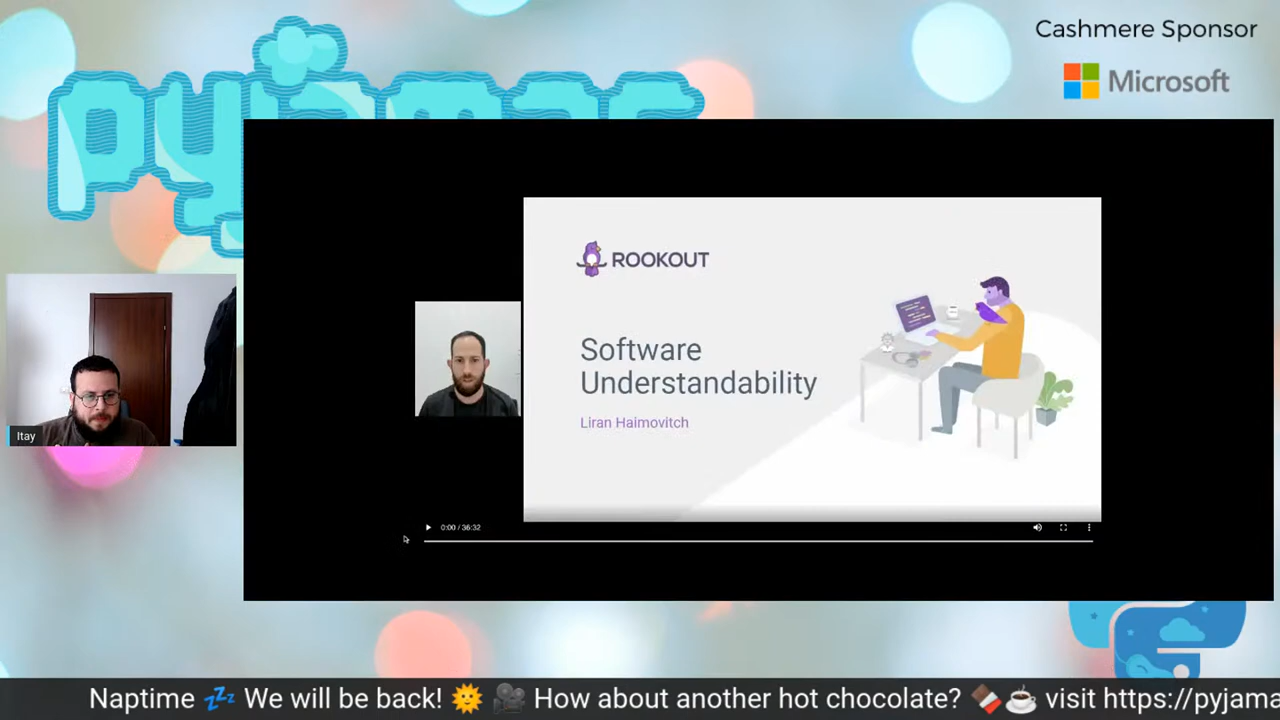 Cashmere Sponsor
Microsoft
pyjamas
ROOKOUT
Software
Understandability
Liran Haimovitch
Itay
0:00 / 36:32
Naptime 💤 We will be back! 🌞 🎥 How about another hot chocolate? 🍫☕ visit https://pyjama